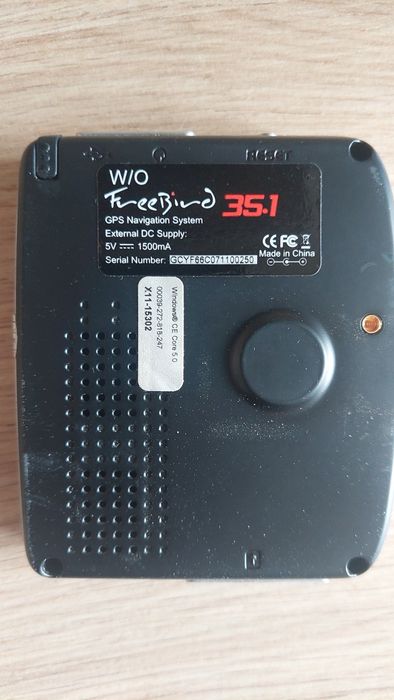 RESET
W/O
FreeBird 35.1
GPS Navigation System
External DC Supply:
5V ⎓ 1500mA
CE FC
Made in China
Serial Number: GCYF66C071100250
Windows® CE Core 5.0
00039-272-818-247
X11-15302